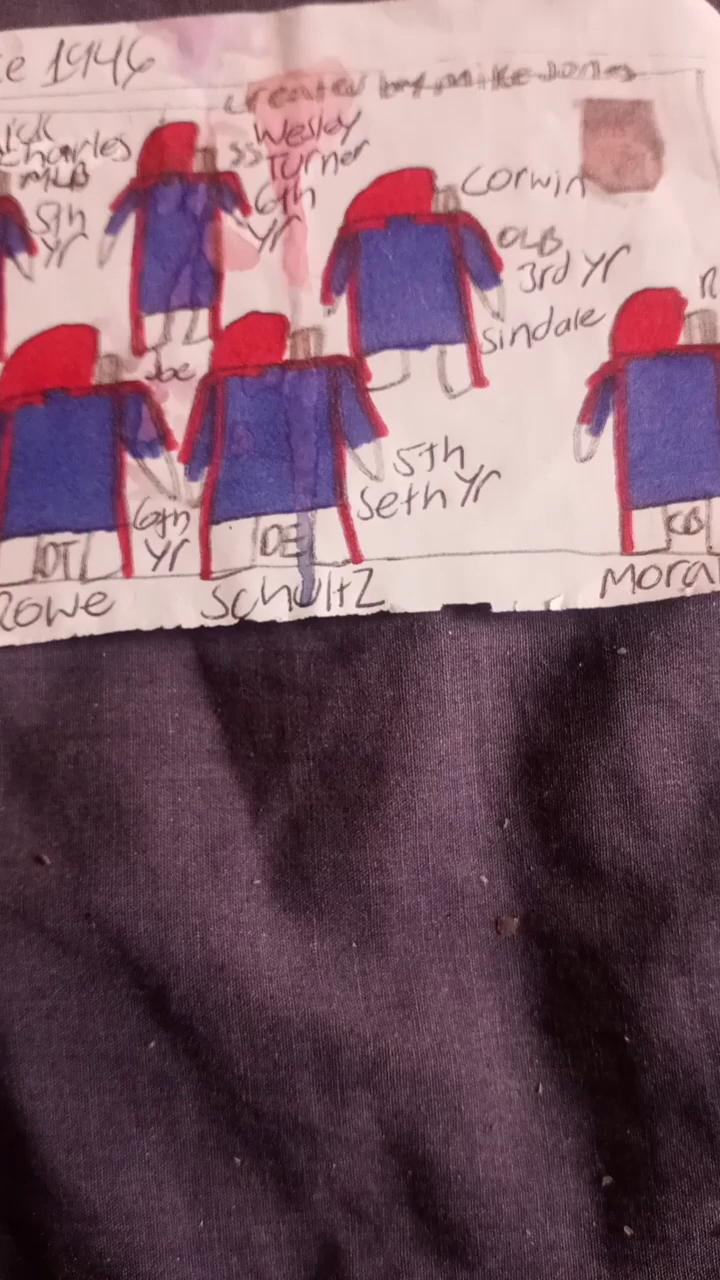 e 1946
created by mike Jones
Charles
MLB
8th
yr
SS
Wesley
Turner
6th
yr
Corwin
OLB
3rd yr
Sindale
Joe
6th
yr
DT
Rowe
5th
Seth yr
DE
Schultz
CB
Mora